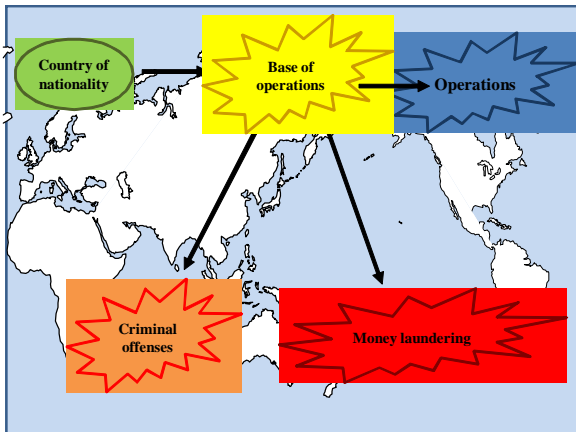 Country of
nationality
Base of
operations
Operations
Criminal
offenses
Money laundering